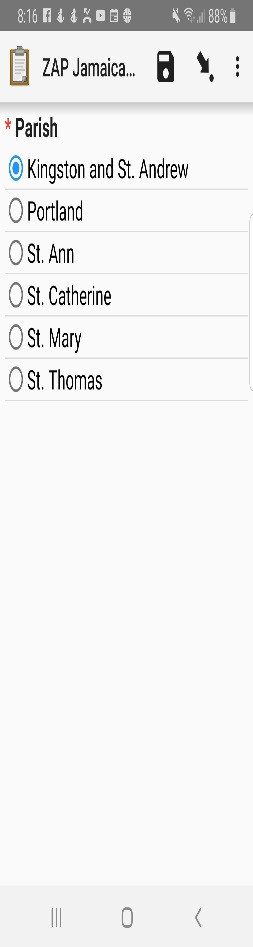 8:16 88%
ZAP Jamaica...
* Parish
Kingston and St. Andrew
Portland
St. Ann
St. Catherine
St. Mary
St. Thomas